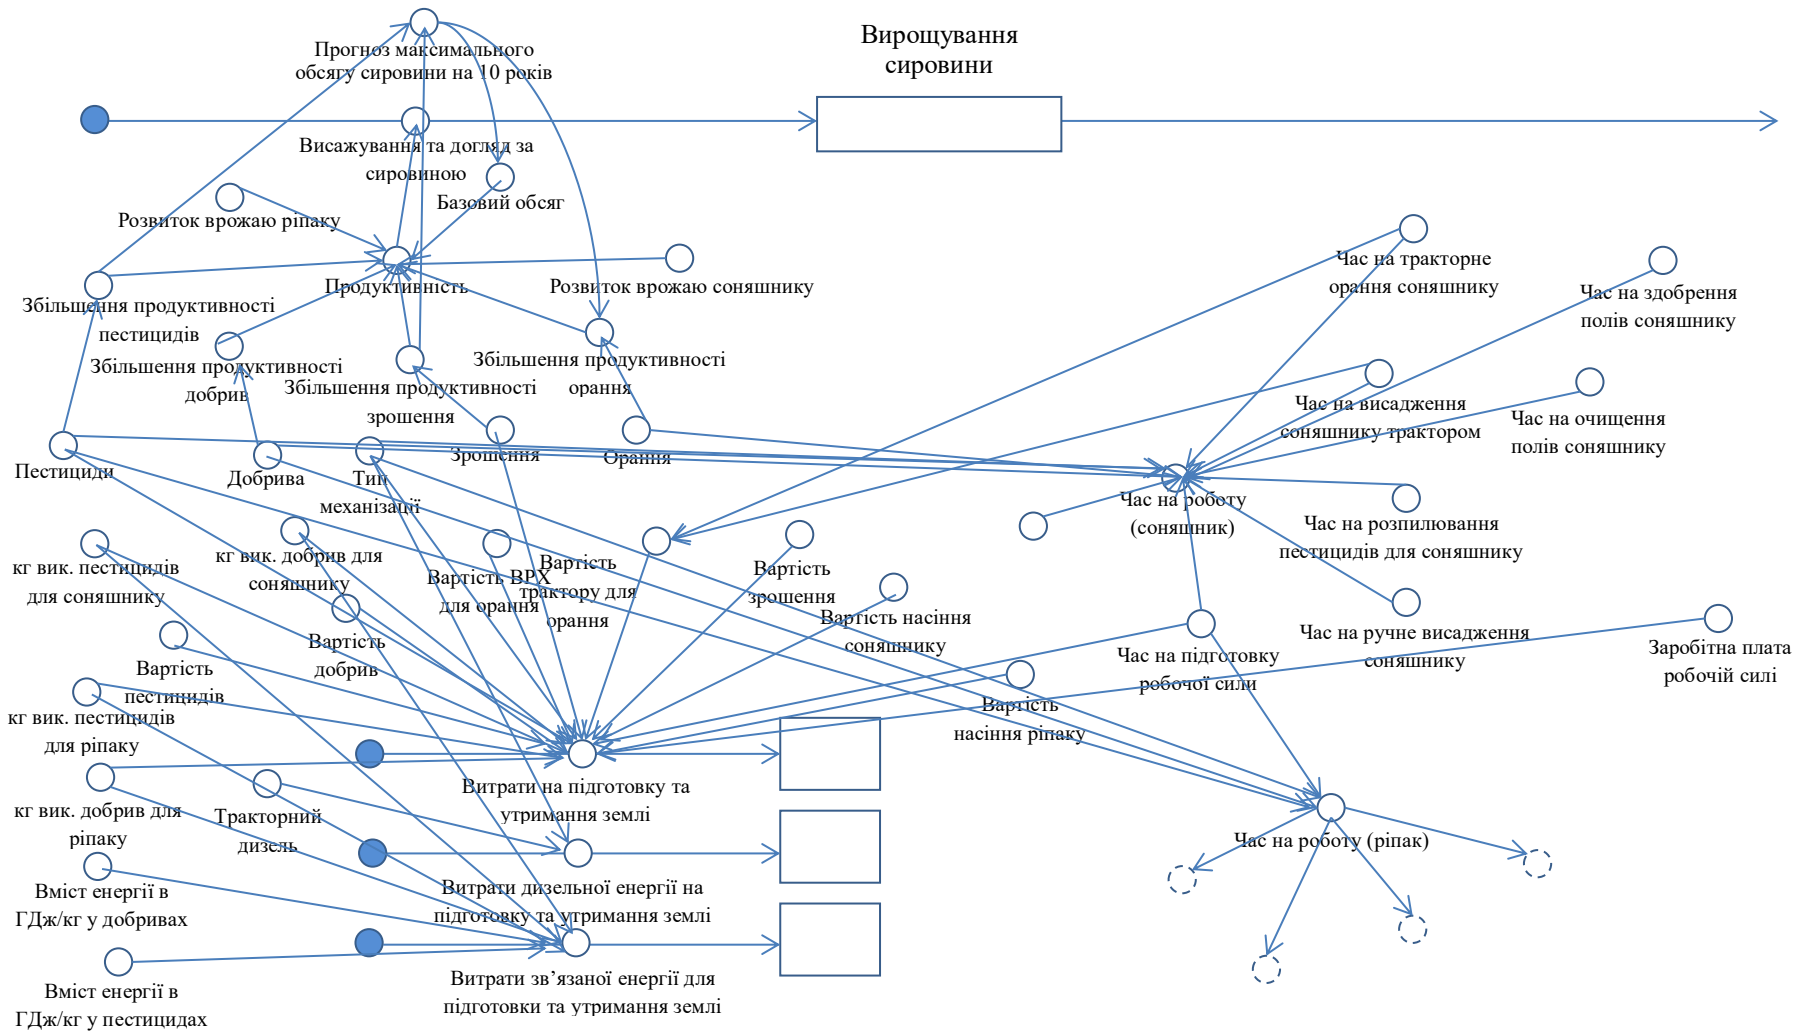 Вирощування
сировини
Прогноз максимального
обсягу сировини на 10 років
Висажування та догляд за
сировиною
Базовий обсяг
Розвиток врожаю ріпаку
Продуктивність
Розвиток врожаю соняшнику
Збільшення продуктивності
пестицидів
Збільшення продуктивності
добрив
Збільшення продуктивності
зрошення
Збільшення продуктивності
орання
Час на тракторне
орання соняшнику
Час на здобрення
полів соняшнику
Час на висадження
соняшнику трактором
Час на очищення
полів соняшнику
Пестициди
Добрива
Тип
механізації
Зрошення
Орання
Час на роботу
(соняшник)
Час на розпилювання
пестицидів для соняшнику
кг вик. пестицидів
для соняшнику
кг вик. добрив для
соняшнику
Вартість ВРХ
для орання
Вартість
трактору для
орання
Вартість
зрошення
Вартість насіння
соняшнику
Вартість
добрив
Вартість
пестицидів
Час на підготовку
робочої сили
Час на ручне висадження
соняшнику
Заробітна плата
робочій силі
кг вик. пестицидів
для ріпаку
Вартість
насіння ріпаку
Витрати на підготовку та
утримання землі
кг вик. добрив для
ріпаку
Тракторний
дизель
Час на роботу (ріпак)
Вміст енергії в
ГДж/кг у добривах
Витрати дизельної енергії на
підготовку та утримання землі
Вміст енергії в
ГДж/кг у пестицидах
Витрати зв’язаної енергії для
підготовки та утримання землі